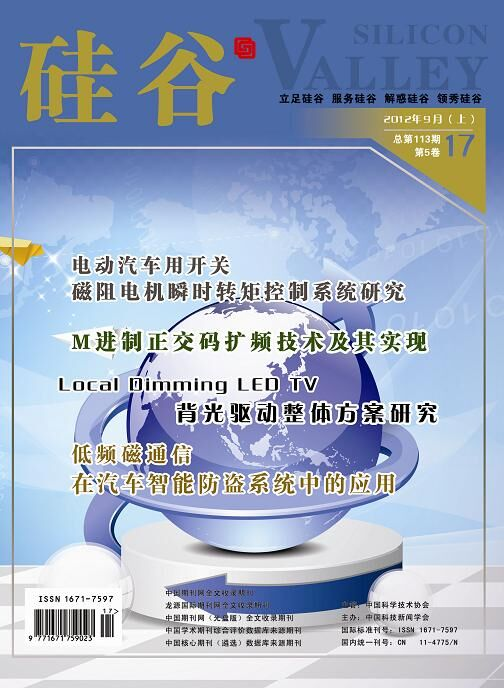 硅谷
SILICON
VALLEY
立足硅谷 服务硅谷 解惑硅谷 领秀硅谷
2012年9月(上)
总第113期
第5卷
17
电动汽车用开关
磁阻电机瞬时转矩控制系统研究
M进制正交码扩频技术及其实现
Local Dimming LED TV
背光驱动整体方案研究
低频磁通信
在汽车智能防盗系统中的应用
ISSN 1671-7597
17>
9 771671 759023
中国期刊网全文收录期刊
龙源国际期刊网全文收录期刊
中国期刊网(光盘版)全文收录期刊
中国学术期刊综合评价数据库来源期刊
中国核心期刊(遴选)数据库来源期刊
主管:中国科学技术协会
主办:中国科技新闻学会
国际标准刊号:ISSN 1671-7597
国内统一刊号:CN 11-4775/N